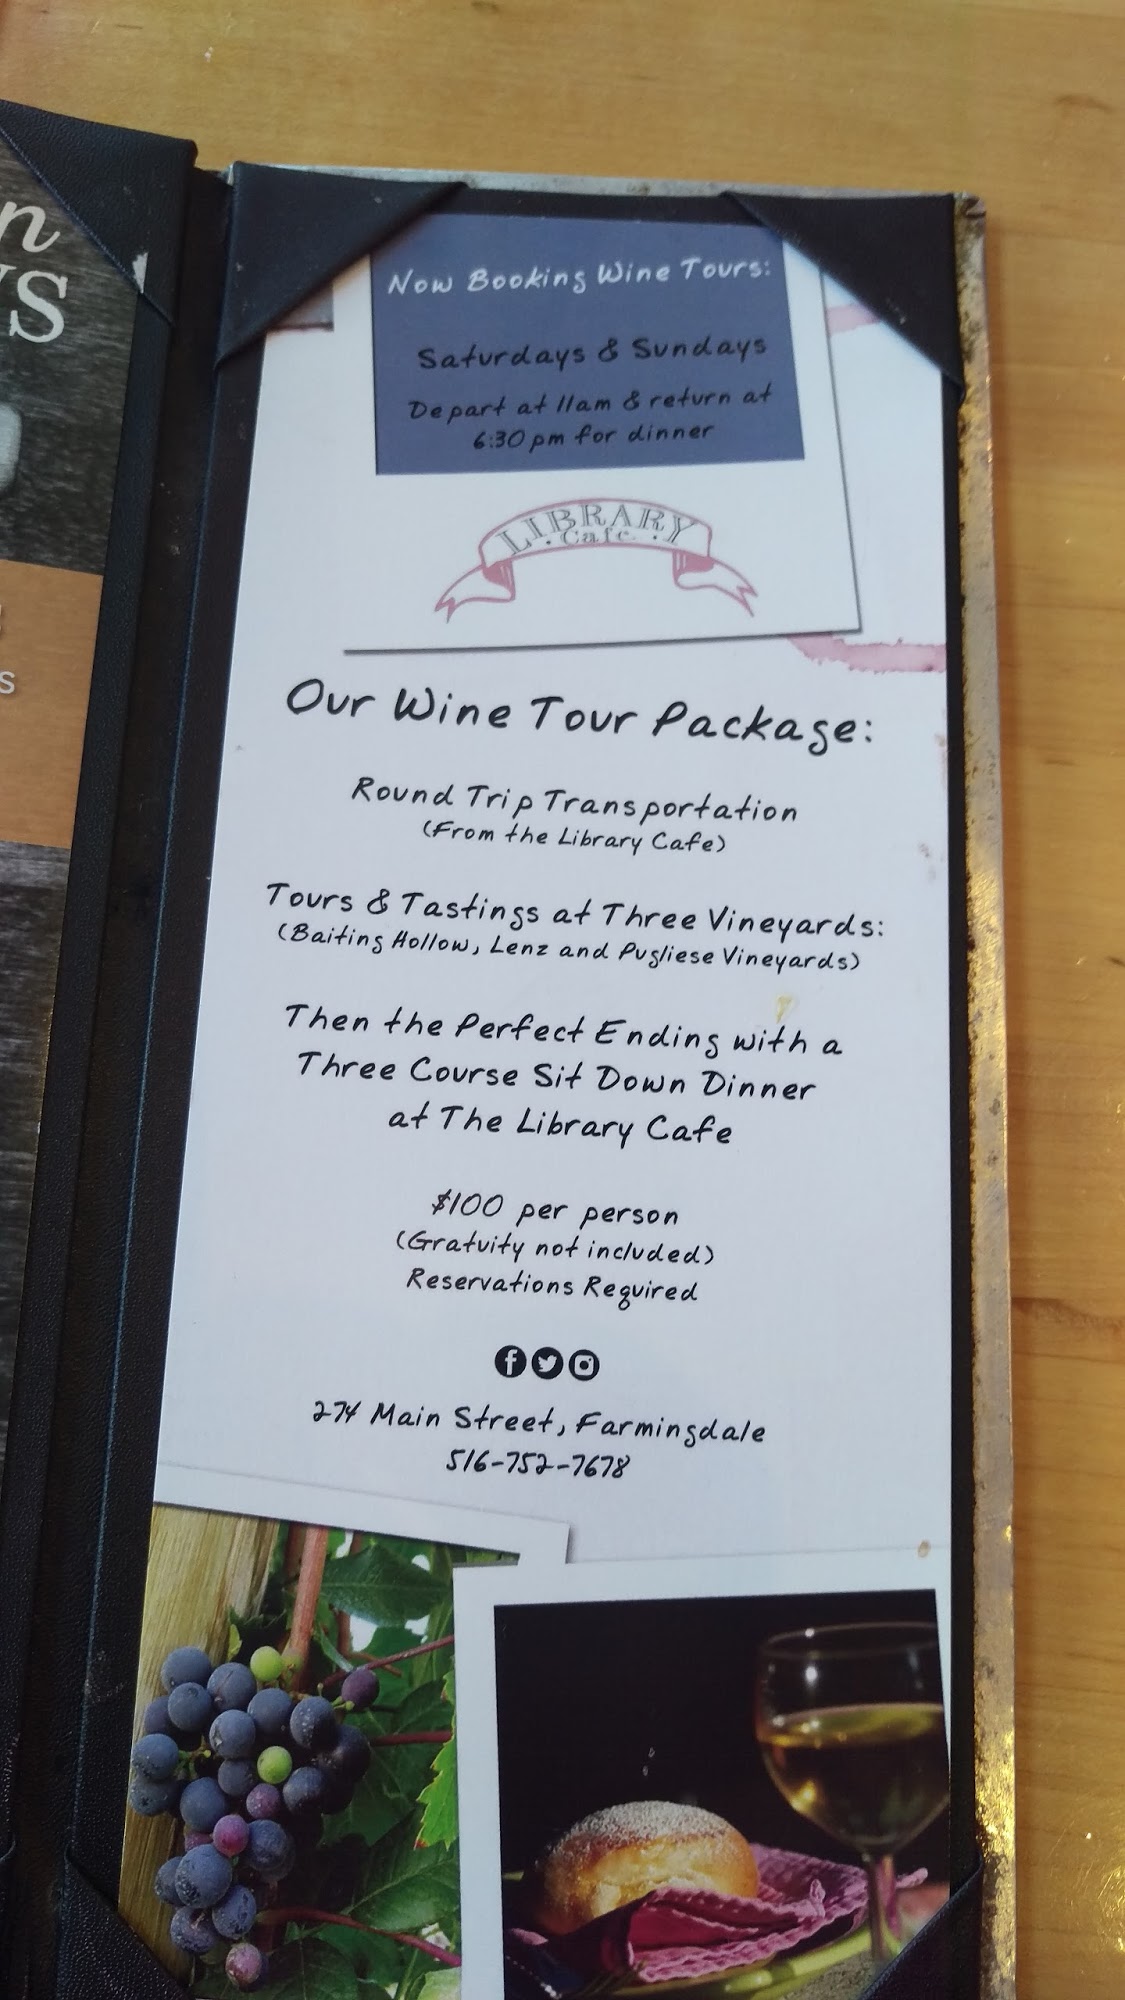 n
Now Booking Wine Tours:
Saturdays & Sundays
Depart at 11am & return at
6:30 pm for dinner
LIBRARY
Cafe
Our Wine Tour Package:
Round Trip Transportation
(From the Library Cafe)
Tours & Tastings at Three Vineyards:
(Baiting Hollow, Lenz and Pugliese Vineyards)
Then the Perfect Ending with a
Three Course Sit Down Dinner
at The Library Cafe
$100 per person
(Gratuity not included)
Reservations Required
274 Main Street, Farmingdale
516-752-7678